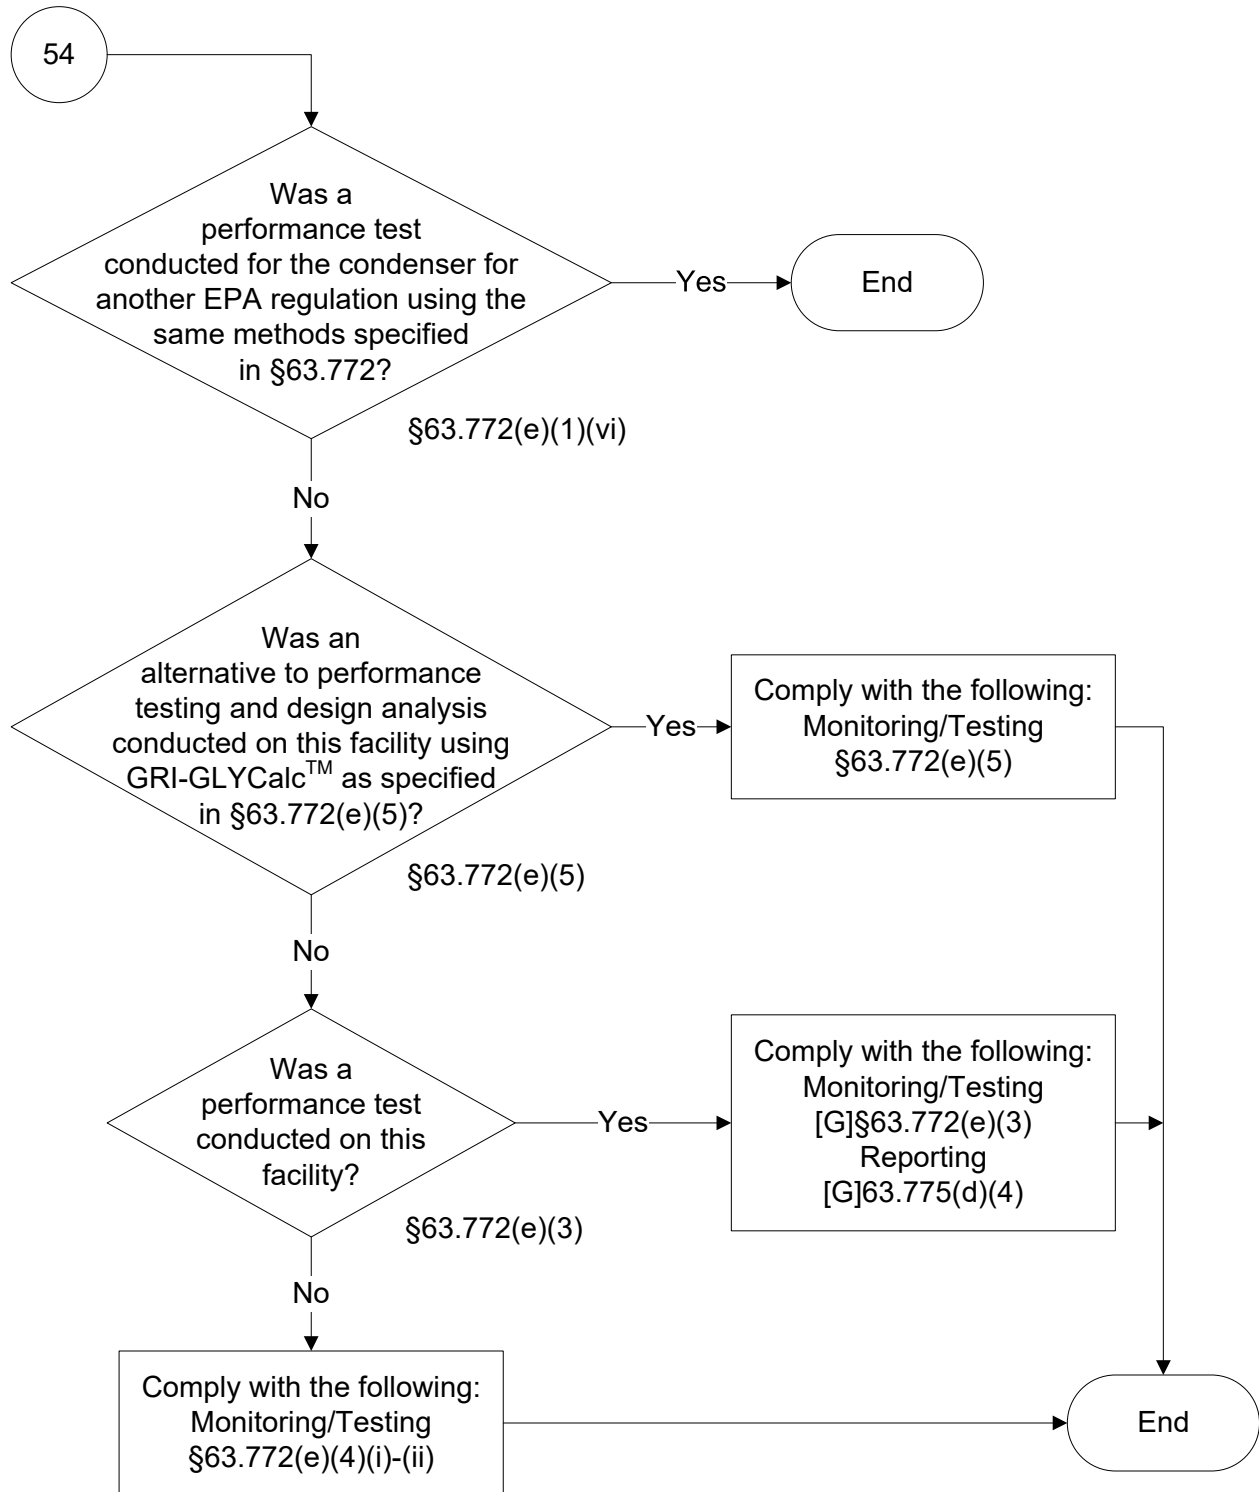 54
Was a
performance test
conducted for the condenser for
another EPA regulation using the
same methods specified
in §63.772?
Yes
End
§63.772(e)(1)(vi)
No
Was an
alternative to performance
testing and design analysis
conducted on this facility using
GRI-GLYCalc™ as specified
in §63.772(e)(5)?
Yes
Comply with the following:
Monitoring/Testing
§63.772(e)(5)
§63.772(e)(5)
No
Was a
performance test
conducted on this
facility?
Yes
Comply with the following:
Monitoring/Testing
[G]§63.772(e)(3)
Reporting
[G]63.775(d)(4)
§63.772(e)(3)
No
Comply with the following:
Monitoring/Testing
§63.772(e)(4)(i)-(ii)
End